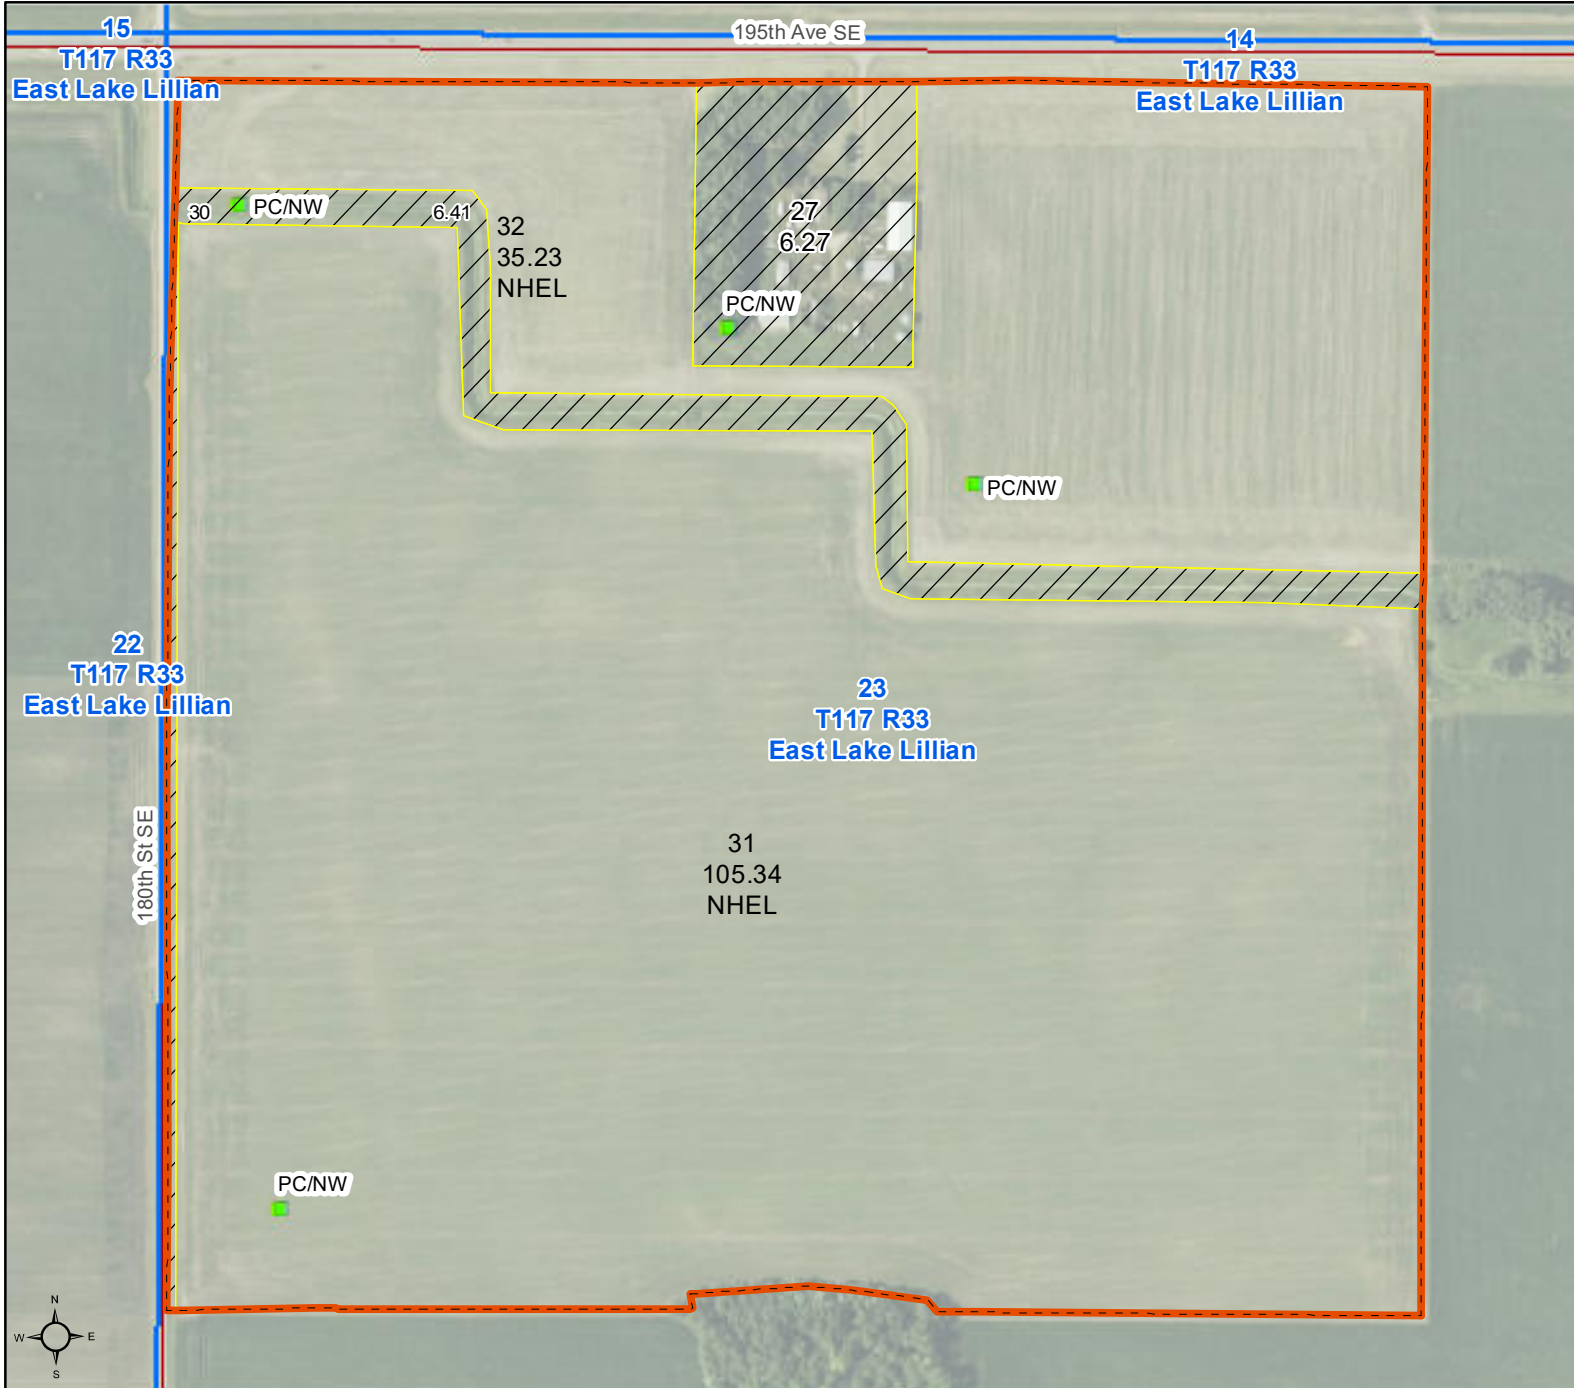 195th Ave SE
15
T117 R33
East Lake Lillian
14
T117 R33
East Lake Lillian
30
PC/NW
6.41
32
35.23
NHEL
27
6.27
PC/NW
PC/NW
22
T117 R33
East Lake Lillian
23
T117 R33
East Lake Lillian
180th St SE
31
105.34
NHEL
PC/NW
N
W
E
S